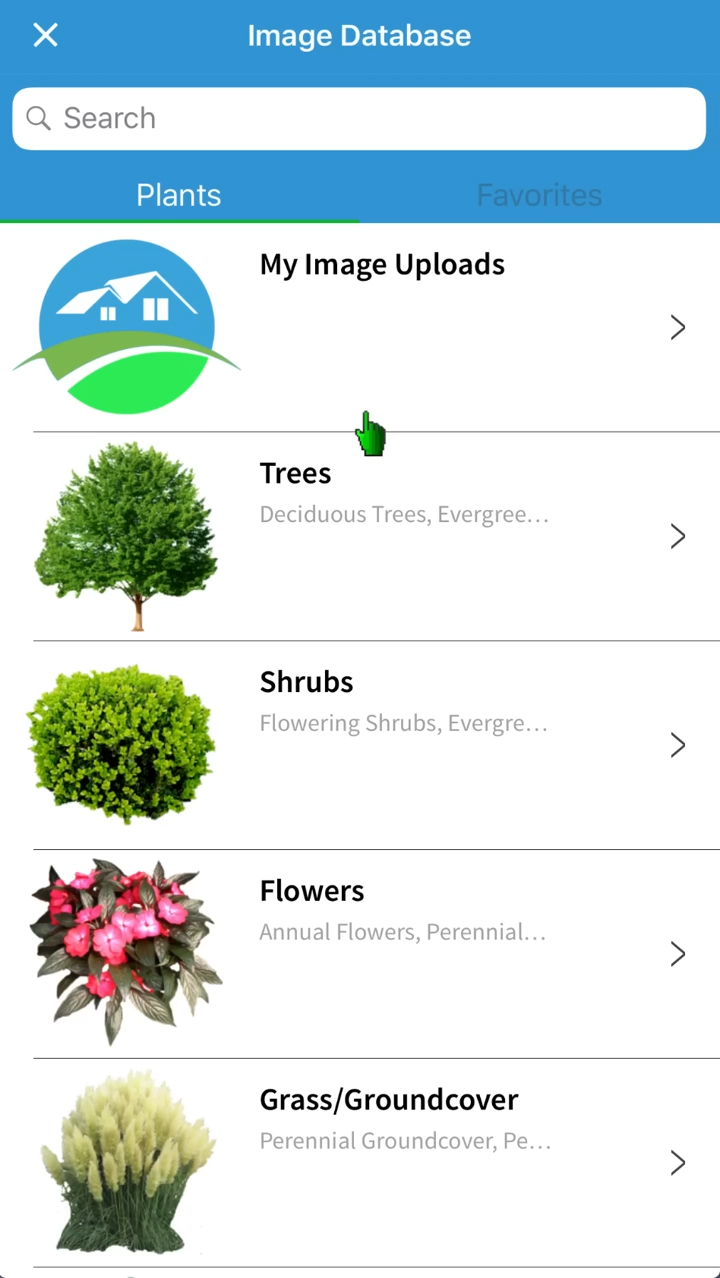 Image Database
Search
Plants
Favorites
My Image Uploads
Trees
Deciduous Trees, Evergree...
Shrubs
Flowering Shrubs, Evergre...
Flowers
Annual Flowers, Perennial...
Grass/Groundcover
Perennial Groundcover, Pe...